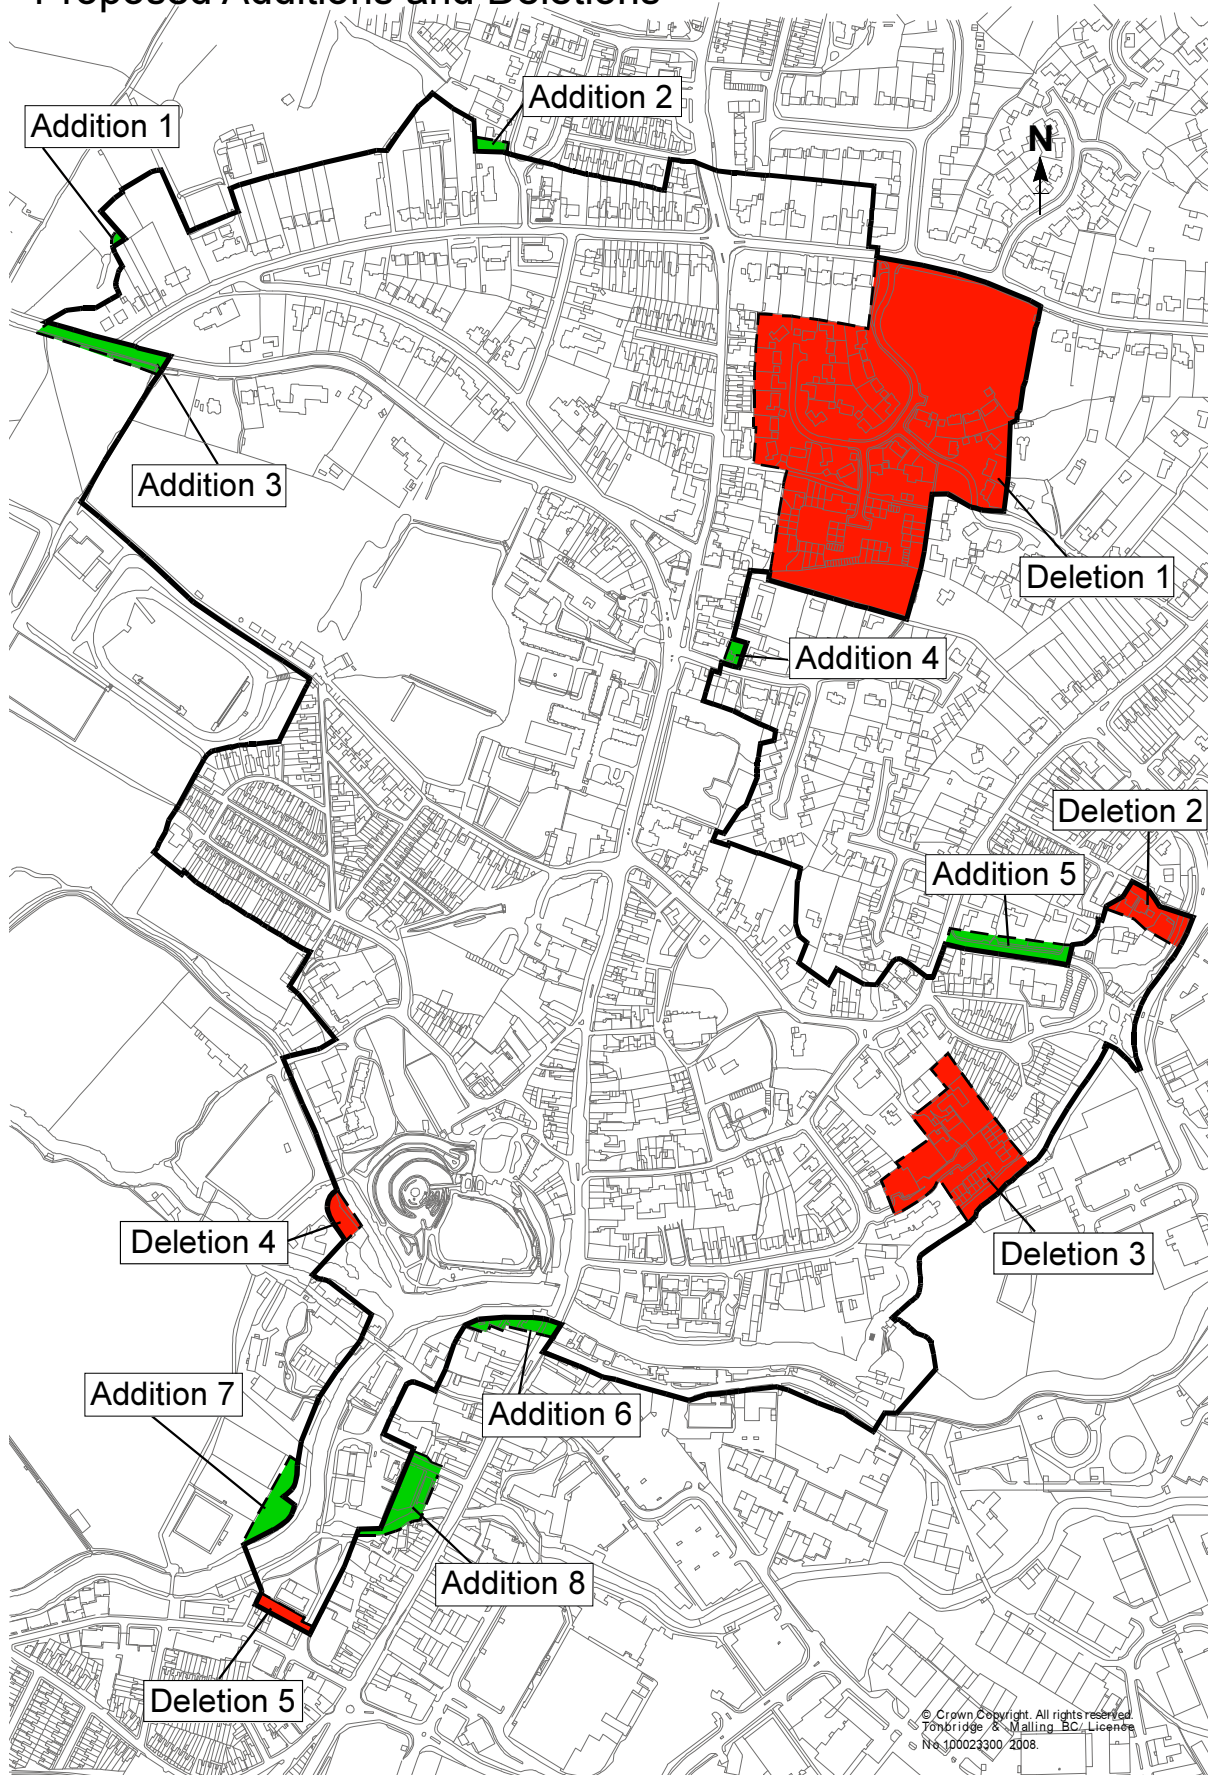 Proposed Additions and Deletions
Addition 2
Addition 1
N
Addition 3
Deletion 1
Addition 4
Deletion 2
Addition 5
Deletion 4
Deletion 3
Addition 7
Addition 6
Addition 8
Deletion 5
© Crown Copyright. All rights reserved.
Tonbridge & Malling BC Licence
No 100023300 2008.